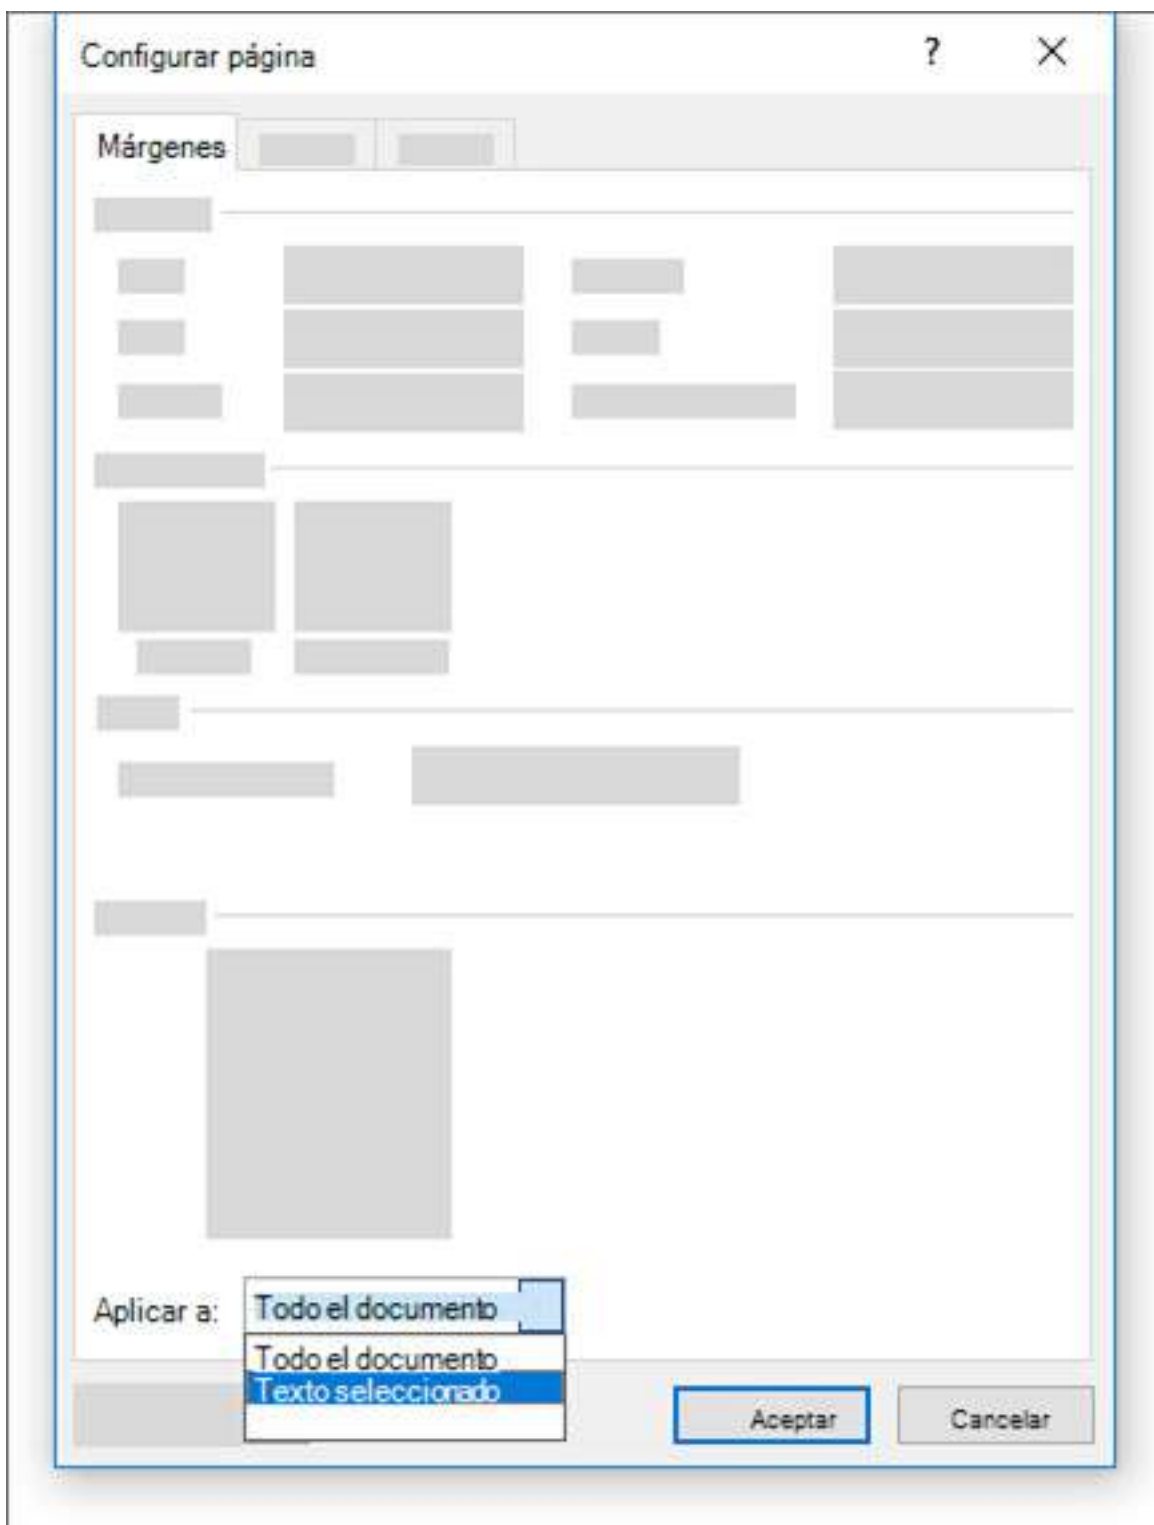 Configurar página ?
Márgenes
Aplicar a: Todo el documento
Todo el documento
Texto seleccionado
Aceptar Cancelar